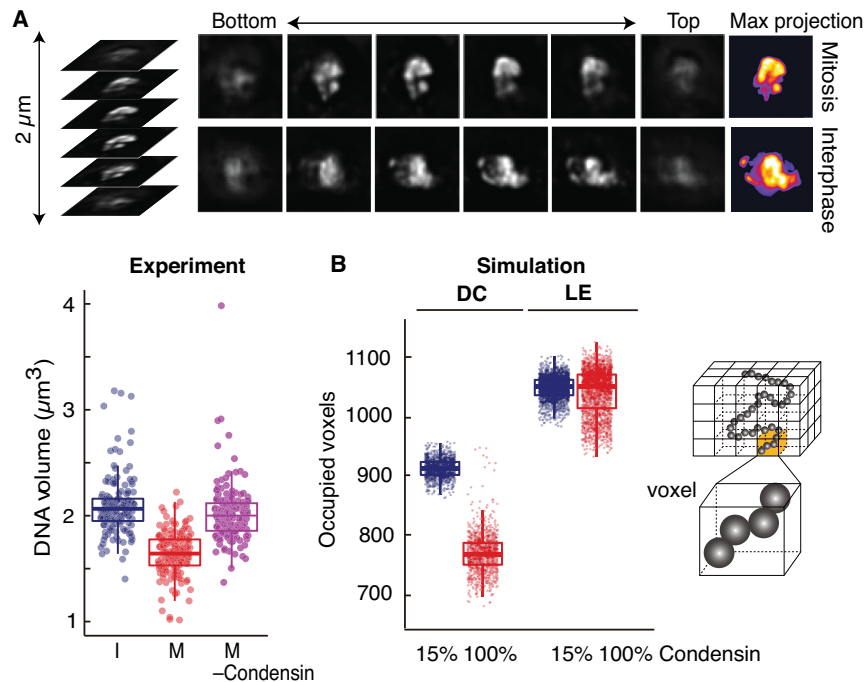 A
Bottom
Top
Max projection
2 µm
Mitosis
Interphase
Experiment
DNA volume (µm³)
4
3
2
1
I
M
M
–Condensin
B
Simulation
DC
LE
Occupied voxels
1100
1000
900
800
700
15% 100%
15% 100% Condensin
voxel